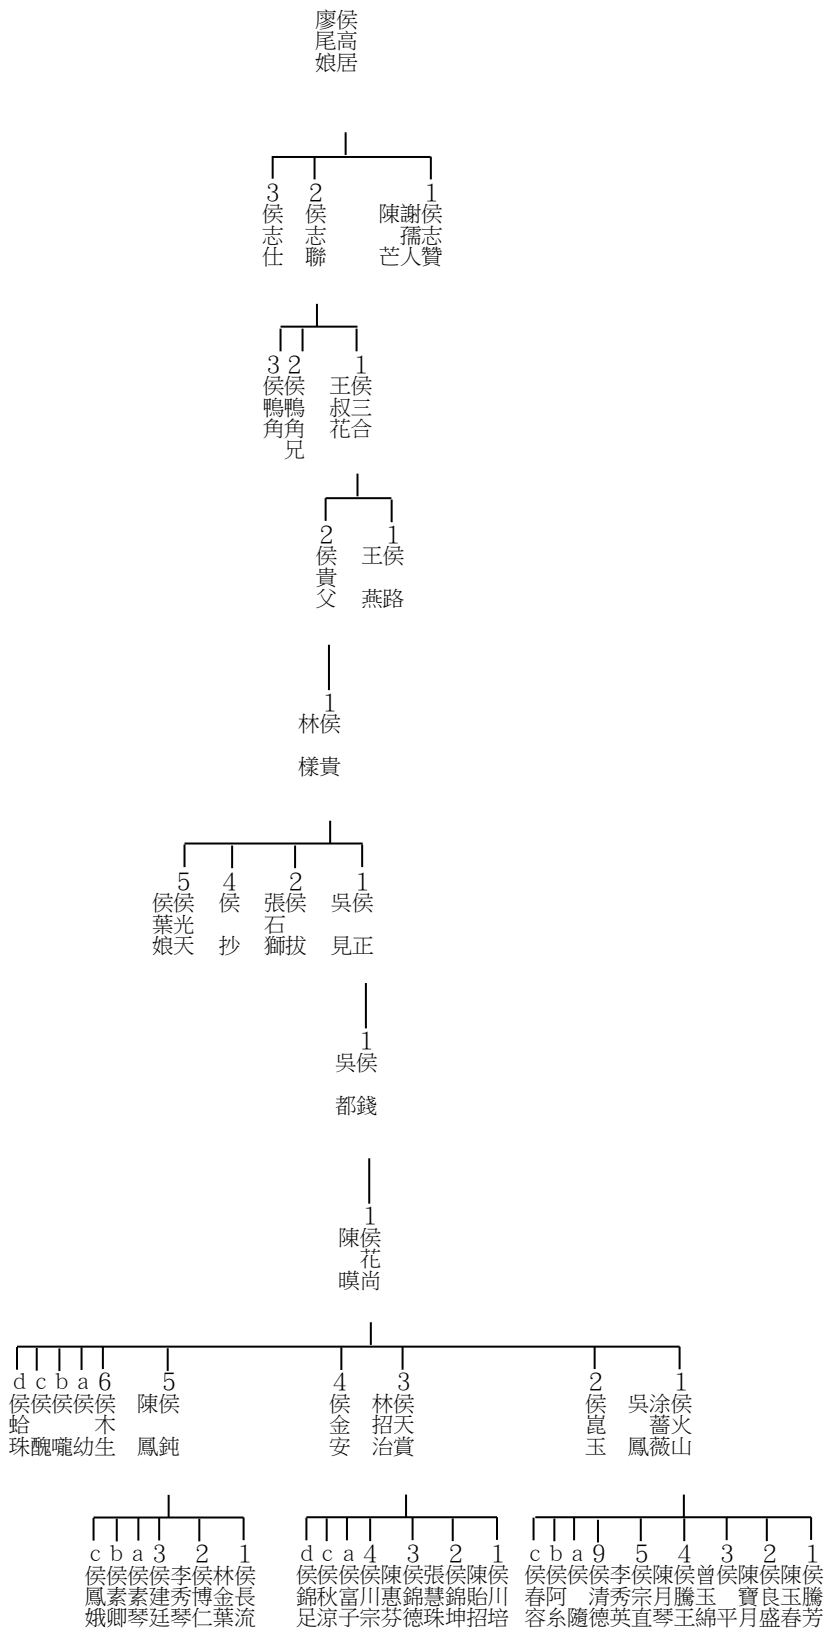 侯高居
廖尾娘
1
侯志贊
謝孺人
陳芒
2
侯志聯
3
侯志仕
1
侯三合
王叔花
2
侯鴨角兄
3
侯鴨角
1
侯路
王燕
2
侯貴父
1
侯貴
林樣
1
侯正
吳見
2
侯拔
張石獅
4
侯抄
5
侯光天
侯葉娘
1
侯錢
吳都
1
侯花尚
陳暯
1
侯火山
涂薔薇
吳鳳
2
侯崑玉
3
侯天賞
林招治
4
侯金安
5
侯鈍
陳鳳
6
侯木生
a
侯幼
b
侯嚨
c
侯醜
d
侯蛤珠
1
侯騰芳
陳玉春
2
侯良盛
陳寶月
3
侯平
曾玉綿
4
侯騰王
陳月琴
5
侯宗直
李秀英
9
侯清德
a
侯隨
b
侯阿糸
c
侯春容
1
侯川培
陳貽招
2
侯錦坤
張慧珠
3
侯錦德
陳惠芬
4
侯川宗
a
侯富子
c
侯秋涼
d
侯錦足
1
侯長流
林金葉
2
侯博仁
李秀琴
3
侯建廷
a
侯素琴
b
侯素卿
c
侯鳳娥